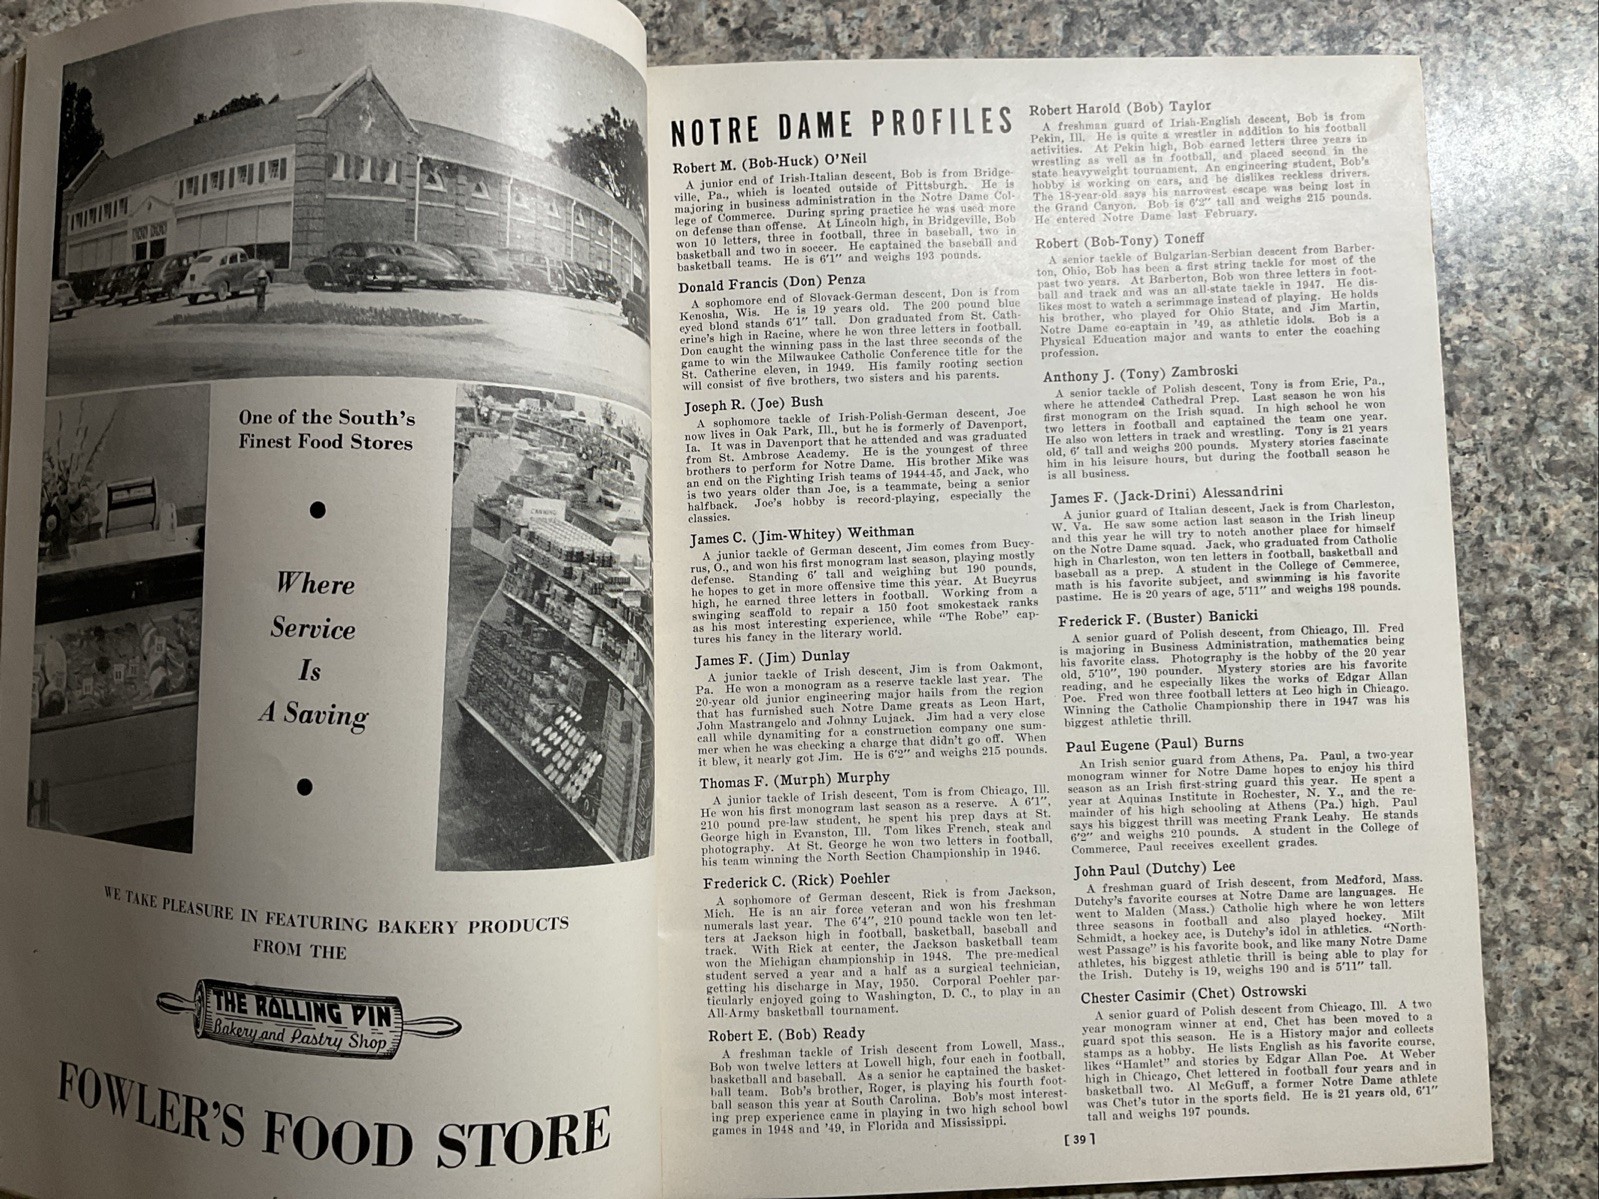 One of the South's
Finest Food Stores
Where
Service
Is
A Saving
WE TAKE PLEASURE IN FEATURING BAKERY PRODUCTS
FROM THE
THE ROLLING PIN
Bakery and Pastry Shop
FOWLER'S FOOD STORE
NOTRE DAME PROFILES
Robert M. (Bob-Huck) O'Neil
A junior end of Irish-Italian descent, Bob is from Bridge-
ville, Pa., which is located outside of Pittsburgh. He is
majoring in business administration in the Notre Dame Col-
lege of Commerce. During spring practice he was used more
on defense than offense. At Lincoln high, in Bridgeville, Bob
won 10 letters, three in football, three in baseball, two in
basketball and two in soccer. He captained the baseball and
basketball teams. He is 6'1" and weighs 193 pounds.
Donald Francis (Don) Penza
A sophomore end of Slovack-German descent, Don is from
Kenosha, Wis. He is 19 years old. The 200 pound blue
eyed blond stands 6'1" tall. Don graduated from St. Cath-
erine's high in Racine, where he won three letters in football.
Don caught the winning pass in the last three seconds of the
game to win the Milwaukee Catholic Conference title for the
St. Catherine eleven, in 1949. His family rooting section
will consist of five brothers, two sisters and his parents.
Joseph R. (Joe) Bush
A sophomore tackle of Irish-Polish-German descent, Joe
now lives in Oak Park, Ill., but he is formerly of Davenport,
Ia. It was in Davenport that he attended and was graduated
from St. Ambrose Academy. He is the youngest of three
brothers to perform for Notre Dame. His brother Mike was
an end on the Fighting Irish teams of 1944-45, and Jack, who
is two years older than Joe, is a teammate, being a senior
halfback. Joe's hobby is record-playing, especially the
classics.
James C. (Jim-Whitey) Weithman
A junior tackle of German descent, Jim comes from Bucy-
rus, O., and won his first monogram last season, playing mostly
defense. Standing 6' tall and weighing but 190 pounds,
he hopes to get in more offensive time this year. At Bucyrus
high, he earned three letters in football. Working from a
swinging scaffold to repair a 150 foot smokestack ranks
as his most interesting experience, while "The Robe" cap-
tures his fancy in the literary world.
James F. (Jim) Dunlay
A junior tackle of Irish descent, Jim is from Oakmont,
Pa. He won a monogram as a reserve tackle last year. The
20-year old junior engineering major hails from the region
that has furnished such Notre Dame greats as Leon Hart,
John Mastrangelo and Johnny Lujack. Jim had a very close
call while dynamiting for a construction company one sum-
mer when he was checking a charge that didn't go off. When
it blew, it nearly got Jim. He is 6'2" and weighs 215 pounds.
Thomas F. (Murph) Murphy
A junior tackle of Irish descent, Tom is from Chicago, Ill.
He won his first monogram last season as a reserve. A 6'1",
210 pound pre-law student, he spent his prep days at St.
George high in Evanston, Ill. Tom likes French, steak and
photography. At St. George he won two letters in football,
his team winning the North Section Championship in 1946.
Frederick C. (Rick) Poehler
A sophomore of German descent, Rick is from Jackson,
Mich. He is an air force veteran and won his freshman
numerals last year. The 6'4", 210 pound tackle won ten let-
ters at Jackson high in football, basketball, baseball and
track. With Rick at center, the Jackson basketball team
won the Michigan championship in 1948. The pre-medical
student served a year and a half as a surgical technician,
getting his discharge in May, 1950. Corporal Poehler par-
ticularly enjoyed going to Washington, D. C., to play in an
All-Army basketball tournament.
Robert E. (Bob) Ready
A freshman tackle of Irish descent from Lowell, Mass.,
Bob won twelve letters at Lowell high, four each in football,
basketball and baseball. As a senior he captained the basket-
ball team. Bob's brother, Roger, is playing his fourth foot-
ball season this year at South Carolina. Bob's most interest-
ing prep experience came in playing in two high school bowl
games in 1948 and '49, in Florida and Mississippi.
Robert Harold (Bob) Taylor
A freshman guard of Irish-English descent, Bob is from
Pekin, Ill. He is quite a wrestler in addition to his football
activities. At Pekin high, Bob earned letters three years in
wrestling as well as in football, and placed second in the
state heavyweight tournament. An engineering student, Bob's
hobby is working on cars, and he dislikes reckless drivers.
The 18-year-old says his narrowest escape was being lost in
the Grand Canyon. Bob is 6'2" tall and weighs 215 pounds.
He entered Notre Dame last February.
Robert (Bob-Tony) Toneff
A senior tackle of Bulgarian-Serbian descent from Barber-
ton, Ohio, Bob has been a first string tackle for most of the
past two years. At Barberton, Bob won three letters in foot-
ball and track and was an all-state tackle in 1947. He dis-
likes most to watch a scrimmage instead of playing. He holds
his brother, who played for Ohio State, and Jim Martin,
Notre Dame co-captain in '49, as athletic idols. Bob is a
Physical Education major and wants to enter the coaching
profession.
Anthony J. (Tony) Zambroski
A senior tackle of Polish descent, Tony is from Erie, Pa.,
where he attended Cathedral Prep. Last season he won his
first monogram on the Irish squad. In high school he won
two letters in football and captained the team one year.
He also won letters in track and wrestling. Tony is 21 years
old, 6' tall and weighs 200 pounds. Mystery stories fascinate
him in his leisure hours, but during the football season he
is all business.
James F. (Jack-Drini) Alessandrini
A junior guard of Italian descent, Jack is from Charleston,
W. Va. He saw some action last season in the Irish lineup
and this year he will try to notch another place for himself
on the Notre Dame squad. Jack, who graduated from Catholic
high in Charleston, won ten letters in football, basketball and
baseball as a prep. A student in the College of Commerce,
math is his favorite subject, and swimming is his favorite
pastime. He is 20 years of age, 5'11" and weighs 198 pounds.
Frederick F. (Buster) Banicki
A senior guard of Polish descent, from Chicago, Ill. Fred
is majoring in Business Administration, mathematics being
his favorite class. Photography is the hobby of the 20 year
old, 5'10", 190 pounder. Mystery stories are his favorite
reading, and he especially likes the works of Edgar Allan
Poe. Fred won three football letters at Leo high in Chicago.
Winning the Catholic Championship there in 1947 was his
biggest athletic thrill.
Paul Eugene (Paul) Burns
An Irish senior guard from Athens, Pa. Paul, a two-year
monogram winner for Notre Dame hopes to enjoy his third
season as an Irish first-string guard this year. He spent a
year at Aquinas Institute in Rochester, N. Y., and the re-
mainder of his high schooling at Athens (Pa.) high. Paul
says his biggest thrill was meeting Frank Leahy. He stands
6'2" and weighs 210 pounds. A student in the College of
Commerce, Paul receives excellent grades.
John Paul (Dutchy) Lee
A freshman guard of Irish descent, from Medford, Mass.
Dutchy's favorite courses at Notre Dame are languages. He
went to Malden (Mass.) Catholic high where he won letters
three seasons in football and also played hockey. Milt
Schmidt, a hockey ace, is Dutchy's idol in athletics. "North-
west Passage" is his favorite book, and like many Notre Dame
athletes, his biggest athletic thrill is being able to play for
the Irish. Dutchy is 19, weighs 190 and is 5'11" tall.
Chester Casimir (Chet) Ostrowski
A senior guard of Polish descent from Chicago, Ill. A two
year monogram winner at end, Chet has been moved to a
guard spot this season. He is a History major and collects
stamps as a hobby. He lists English as his favorite course,
likes "Hamlet" and stories by Edgar Allan Poe. At Weber
high in Chicago, Chet lettered in football four years and in
basketball two. Al McGuff, a former Notre Dame athlete
was Chet's tutor in the sports field. He is 21 years old, 6'1"
tall and weighs 197 pounds.
[ 39 ]